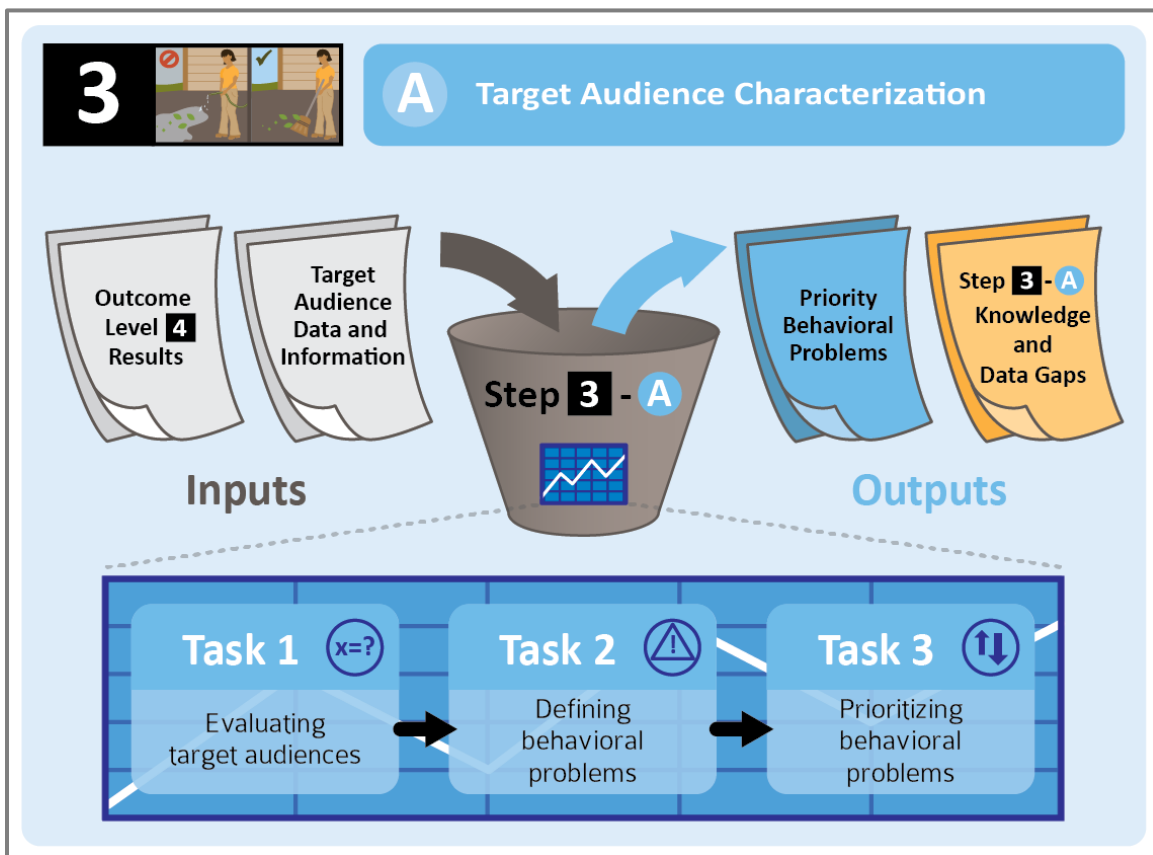 3
A Target Audience Characterization
Outcome
Level 4
Results
Target
Audience
Data and
Information
Step 3 - A
Priority
Behavioral
Problems
Step 3 - A
Knowledge
and
Data Gaps
Inputs
Outputs
Task 1
x=?
Evaluating
target audiences
Task 2
!
Defining
behavioral
problems
Task 3
Prioritizing
behavioral
problems